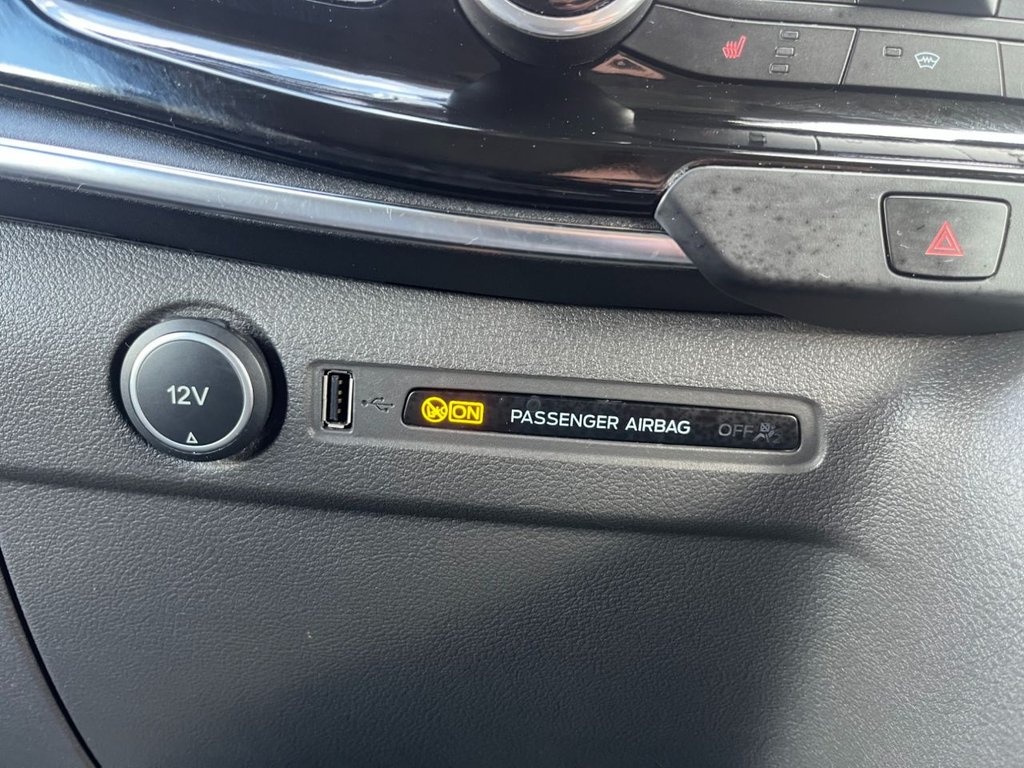 12V
ON PASSENGER AIRBAG OFF